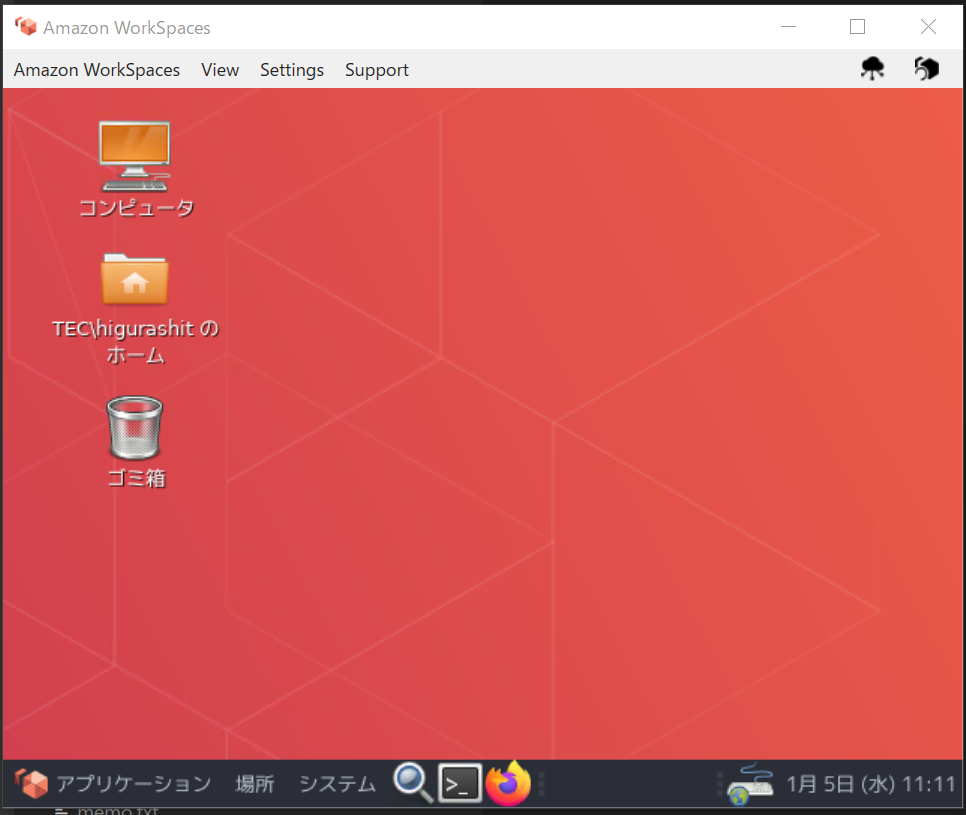 Amazon WorkSpaces
Amazon WorkSpaces View Settings Support
コンピュータ
TEC\higurashit の
ホーム
ゴミ箱
アプリケーション 場所 システム >_ 1月 5日 (水) 11:11
memo.txt